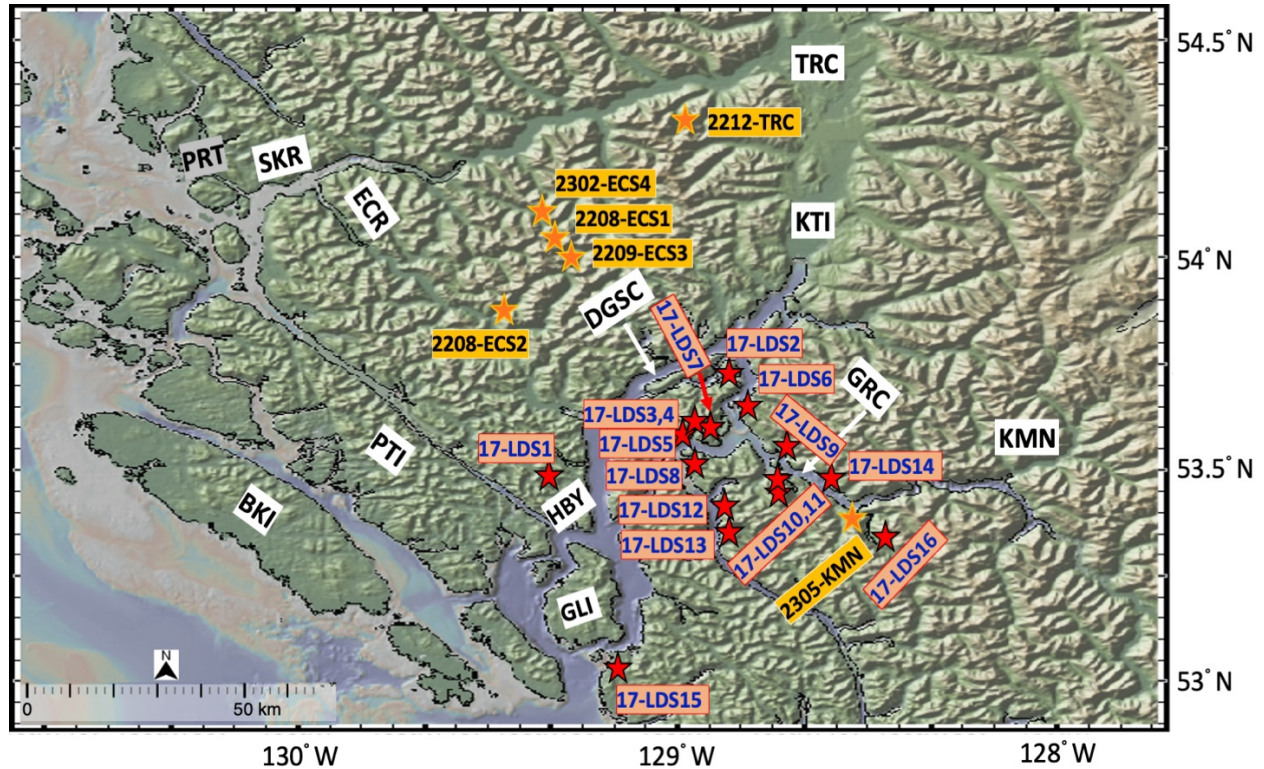 54.5° N
TRC
2212-TRC
PRT
SKR
2302-ECS4
ECR
2208-ECS1
KTI
2209-ECS3
54° N
DGSC
2208-ECS2
17-LDS7
17-LDS2
17-LDS6
GRC
17-LDS3,4
17-LDS9
KMN
17-LDS1
17-LDS5
PTI
17-LDS14
53.5° N
17-LDS8
HBY
BKI
17-LDS12
17-LDS10,11
17-LDS13
17-LDS16
2305-KMN
GLI
N
53° N
17-LDS15
0
50 km
130° W
129° W
128° W